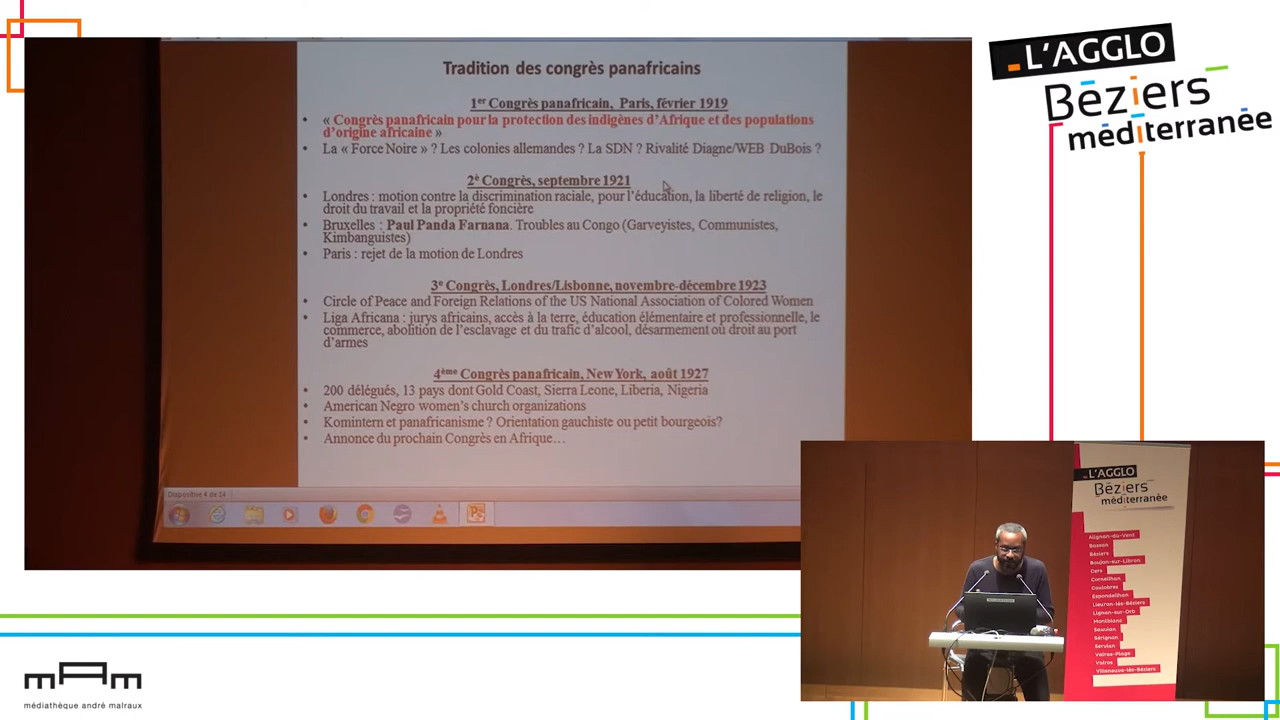 Tradition des congrès panafricains
1er Congrès panafricain, Paris, février 1919
• « Congrès panafricain pour la protection des indigènes d'Afrique et des populations
d'origine africaine »
• La « Force Noire » ? Les colonies allemandes ? La SDN ? Rivalité Diagne/WEB DuBois ?
2è Congrès, septembre 1921
• Londres : motion contre la discrimination raciale, pour l'éducation, la liberté de religion, le
droit du travail et la propriété foncière
• Bruxelles : Paul Panda Farnana. Troubles au Congo (Garveyistes, Communistes,
Kimbanguistes)
• Paris : rejet de la motion de Londres
3e Congrès, Londres/Lisbonne, novembre-décembre 1923
• Circle of Peace and Foreign Relations of the US National Association of Colored Women
• Liga Africana : jurys africains, accès à la terre, éducation élémentaire et professionnelle, le
commerce, abolition de l'esclavage et du trafic d'alcool, désarmement ou droit au port
d'armes
4ème Congrès panafricain, New York, août 1927
• 200 délégués, 13 pays dont Gold Coast, Sierra Leone, Liberia, Nigeria
• American Negro women's church organizations
• Komintern et panafricanisme ? Orientation gauchiste ou petit bourgeois?
• Annonce du prochain Congrès en Afrique…
Diapositive 4 de 14
L'AGGLO
Béziers
méditerranée
L'AGGLO
Béziers
méditerranée
Alignan-du-Vent
Bassan
Béziers
Boujan-sur-Libron
Cers
Corneilhan
Coulobres
Espondeilhan
Lieuran-lès-Béziers
Lignan-sur-Orb
Montblanc
Sauvian
Sérignan
Servian
Valras-Plage
Valros
Villeneuve-lès-Béziers
mAm
médiathèque andré malraux